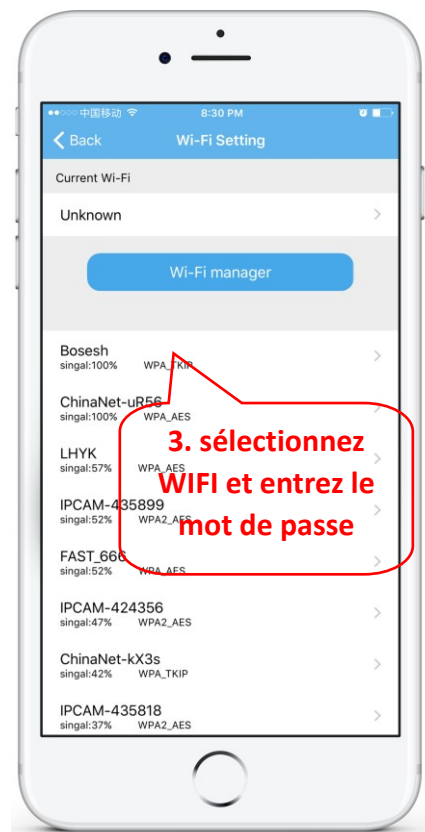 中国移动 8:30 PM
Back Wi-Fi Setting
Current Wi-Fi
Unknown
Wi-Fi manager
Bosesh
singal:100% WPA_TKIP
ChinaNet-uR56
singal:100% WPA_AES
LHYK
singal:57% WPA_AES
3. sélectionnez
WIFI et entrez le
mot de passe
IPCAM-435899
singal:52% WPA2_AES
FAST_666
singal:52% WPA_AES
IPCAM-424356
singal:47% WPA2_AES
ChinaNet-kX3s
singal:42% WPA_TKIP
IPCAM-435818
singal:37% WPA2_AES